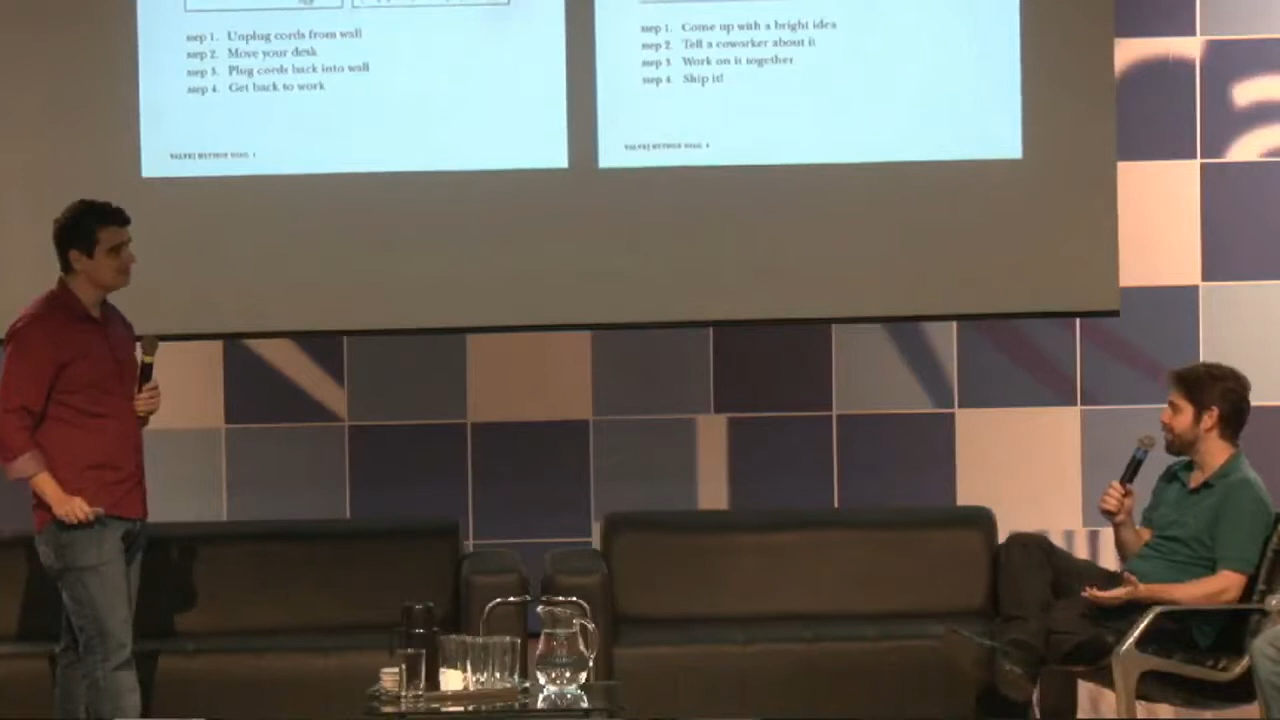 step 1. Unplug cords from wall
step 2. Move your desk
step 3. Plug cords back into wall
step 4. Get back to work
step 1. Come up with a bright idea
step 2. Tell a coworker about it
step 3. Work on it together
step 4. Ship it!
a